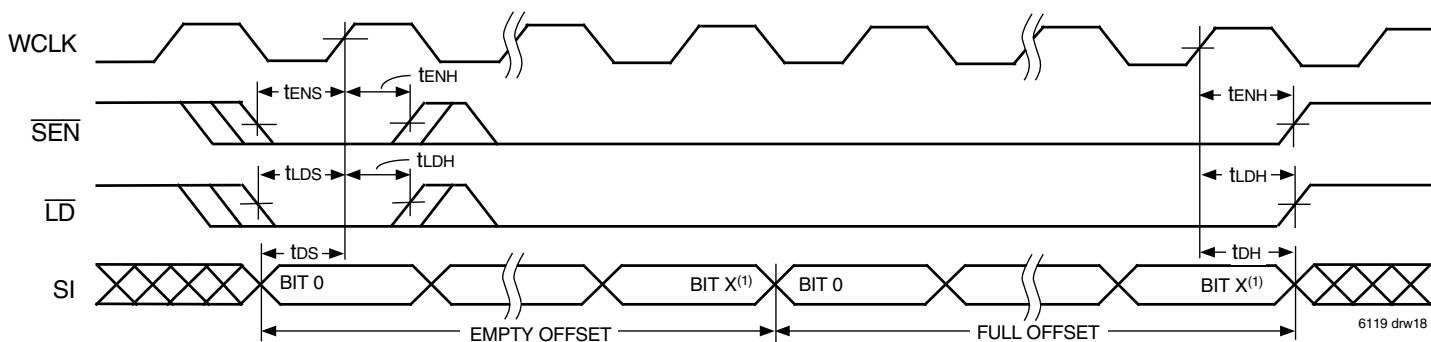 WCLK
tENS
tENH
tENH
SEN
tLDS
tLDH
tLDH
LD
tDS
tDH
SI
BIT 0
BIT X(1)
BIT 0
BIT X(1)
EMPTY OFFSET
FULL OFFSET
6119 drw18